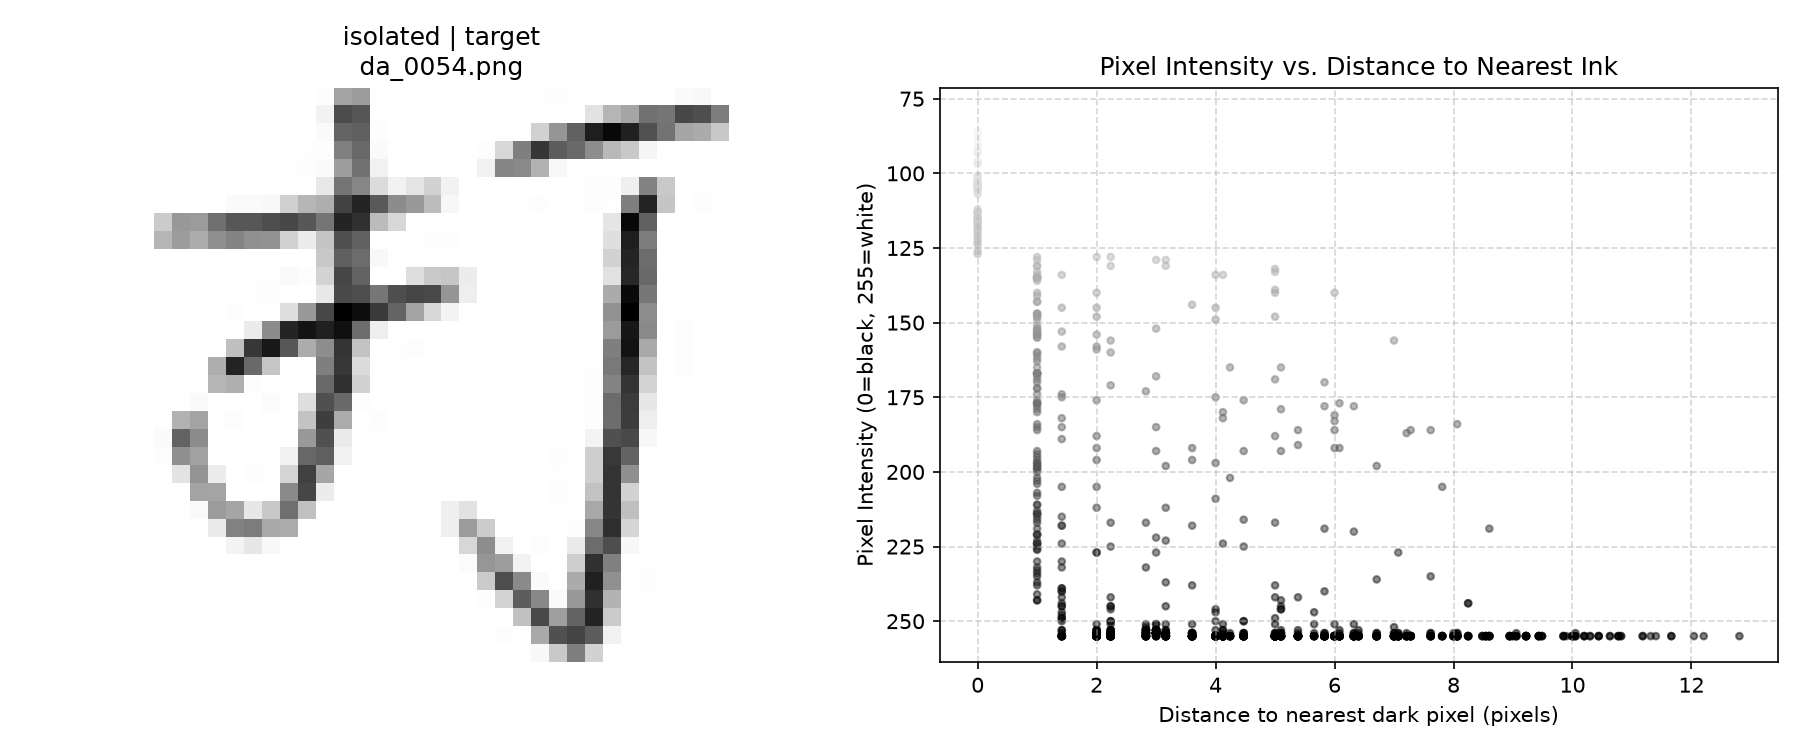 isolated | target
da_0054.png
打
Pixel Intensity vs. Distance to Nearest Ink
Pixel Intensity (0=black, 255=white)
75
100
125
150
175
200
225
250
0 2 4 6 8 10 12
Distance to nearest dark pixel (pixels)